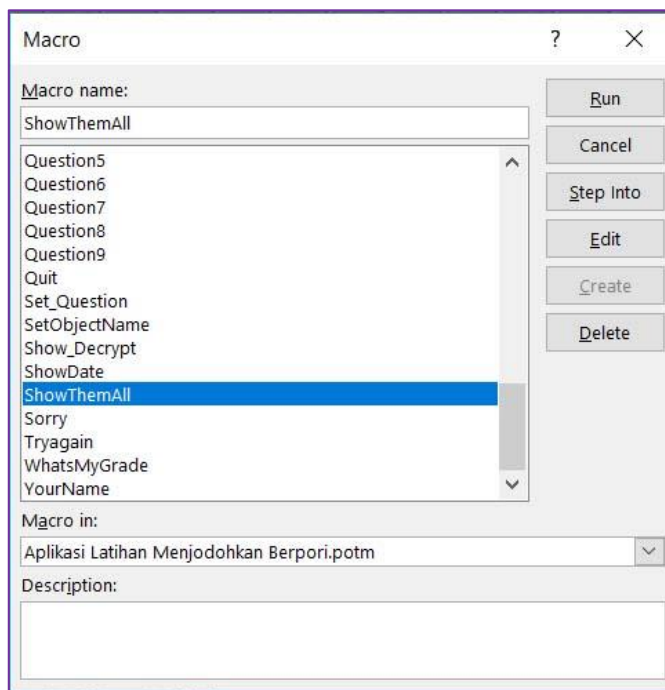 Macro
?
Macro name:
ShowThemAll
Question5
Question6
Question7
Question8
Question9
Quit
Set_Question
SetObjectName
Show_Decrypt
ShowDate
ShowThemAll
Sorry
Tryagain
WhatsMyGrade
YourName
Run
Cancel
Step Into
Edit
Create
Delete
Macro in:
Aplikasi Latihan Menjodohkan Berpori.potm
Description: